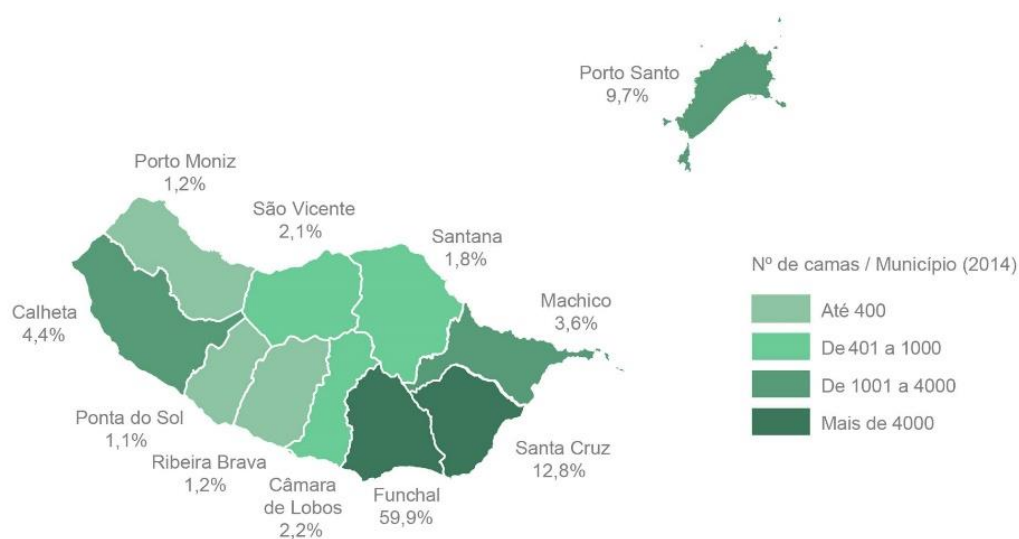 Porto Santo
9,7%
Porto Moniz
1,2%
São Vicente
2,1%
Santana
1,8%
Machico
3,6%
Calheta
4,4%
Ponta do Sol
1,1%
Ribeira Brava
1,2%
Câmara
de Lobos
2,2%
Funchal
59,9%
Santa Cruz
12,8%
Nº de camas / Município (2014)
Até 400
De 401 a 1000
De 1001 a 4000
Mais de 4000